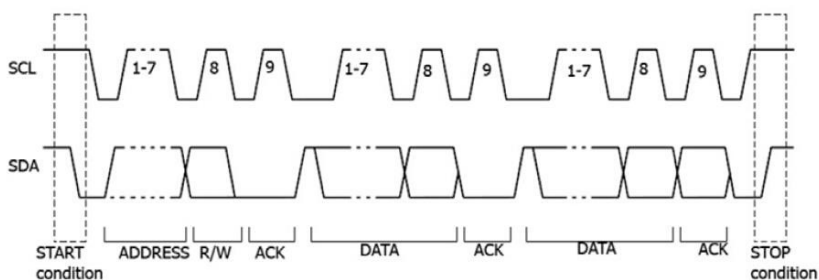 SCL 1-7 8 9 1-7 8 9 1-7 8 9
SDA
START condition ADDRESS R/W ACK DATA ACK DATA ACK STOP condition